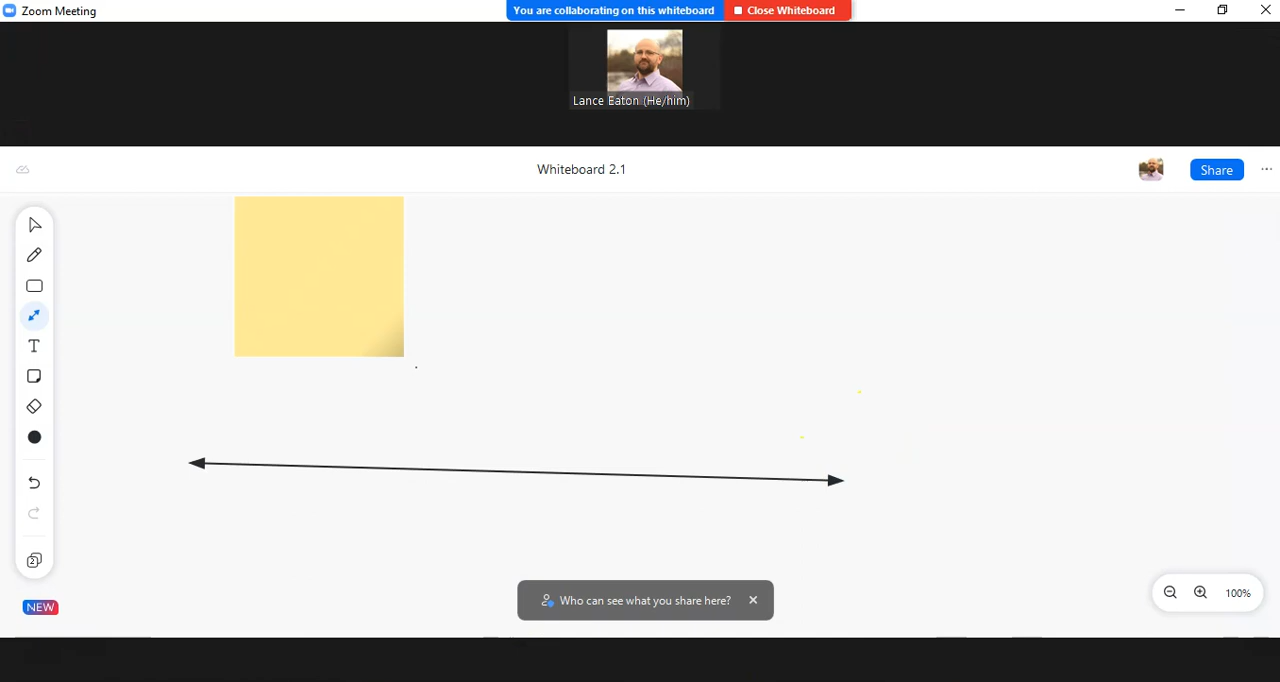 Zoom Meeting
You are collaborating on this whiteboard
Close Whiteboard
Lance Eaton (He/him)
Whiteboard 2.1
Share
T
2
NEW
Who can see what you share here?
100%